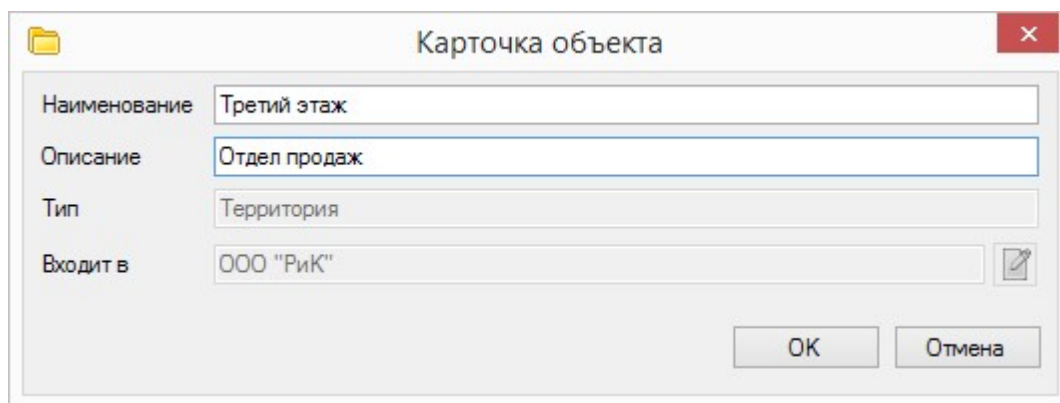 Карточка объекта
Наименование Третий этаж
Описание Отдел продаж
Тип Территория
Входит в ООО "РиК"
OK Отмена